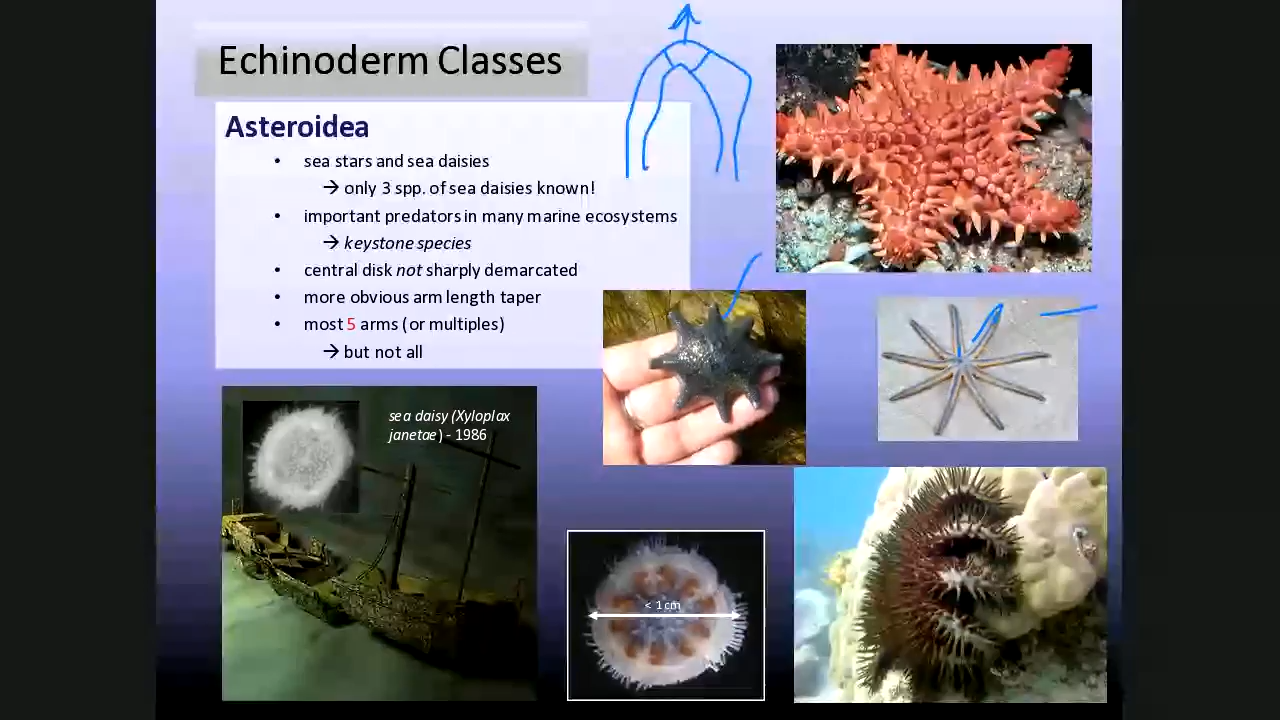 Echinoderm Classes
Asteroidea
• sea stars and sea daisies
→ only 3 spp. of sea daisies known!
• important predators in many marine ecosystems
→ keystone species
• central disk not sharply demarcated
• more obvious arm length taper
• most 5 arms (or multiples)
→ but not all
sea daisy (Xyloplax
janetae) - 1986
< 1cm